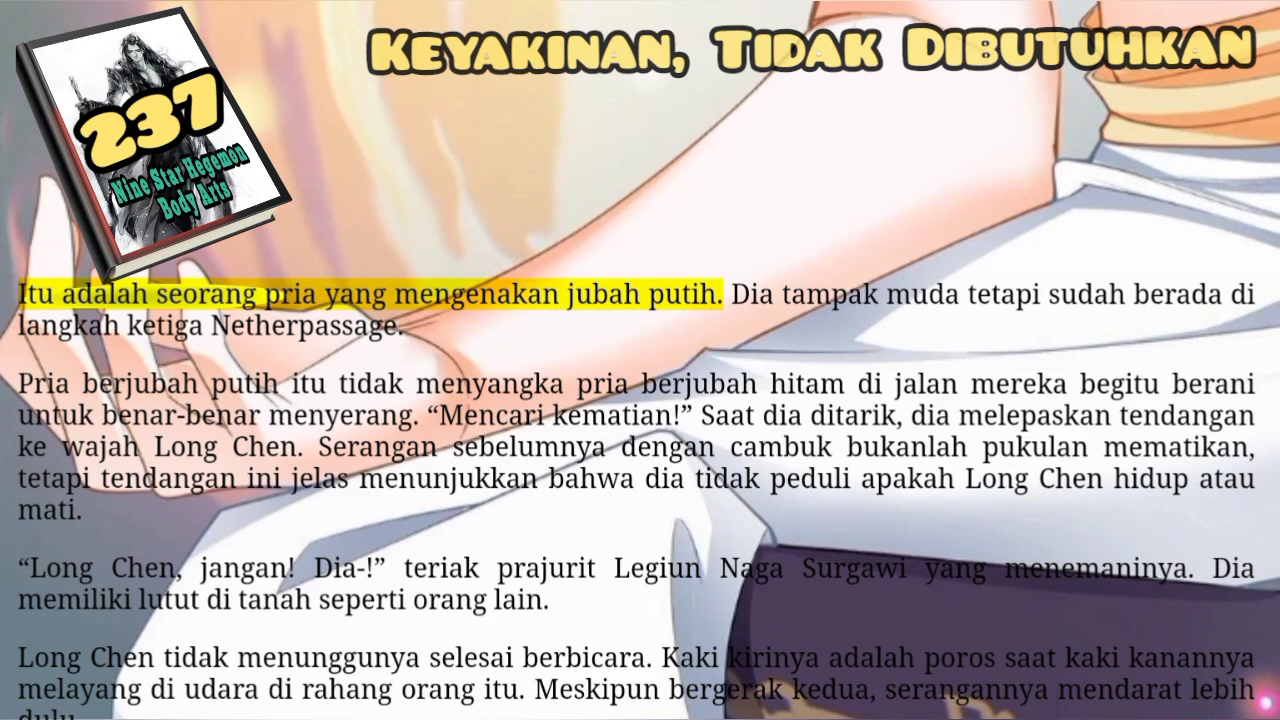 KEYAKINAN, TIDAK DIBUTUHKAN
237
Nine Star Hegemon
Body Arts
Itu adalah seorang pria yang mengenakan jubah putih. Dia tampak muda tetapi sudah berada di
langkah ketiga Netherpassage.
Pria berjubah putih itu tidak menyangka pria berjubah hitam di jalan mereka begitu berani
untuk benar-benar menyerang. “Mencari kematian!” Saat dia ditarik, dia melepaskan tendangan
ke wajah Long Chen. Serangan sebelumnya dengan cambuk bukanlah pukulan mematikan,
tetapi tendangan ini jelas menunjukkan bahwa dia tidak peduli apakah Long Chen hidup atau
mati.
“Long Chen, jangan! Dia-!” teriak prajurit Legiun Naga Surgawi yang menemaninya. Dia
memiliki lutut di tanah seperti orang lain.
Long Chen tidak menunggunya selesai berbicara. Kaki kirinya adalah poros saat kaki kanannya
melayang di udara di rahang orang itu. Meskipun bergerak kedua, serangannya mendarat lebih
dulu.